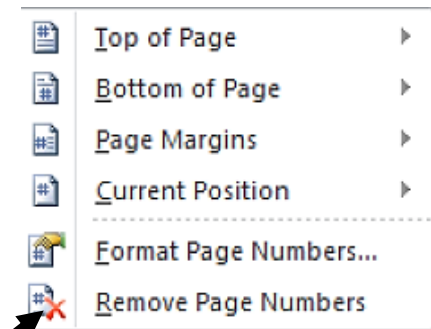 Top of Page
Bottom of Page
Page Margins
Current Position
Format Page Numbers...
Remove Page Numbers